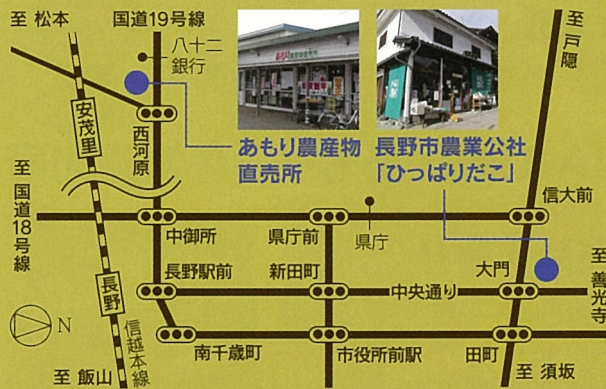 至 松本
国道19号線
八十二
銀行
至 戸隠
安茂里
西河原
あもり農産物
直売所
長野市農業公社
「ひっぱりだこ」
至 国道18号線
中御所
県庁前
県庁
信大前
長野駅前
新田町
中央通り
大門
至 善光寺
長野
N
信越本線
南千歳町
市役所前駅
田町
至 飯山
至 須坂